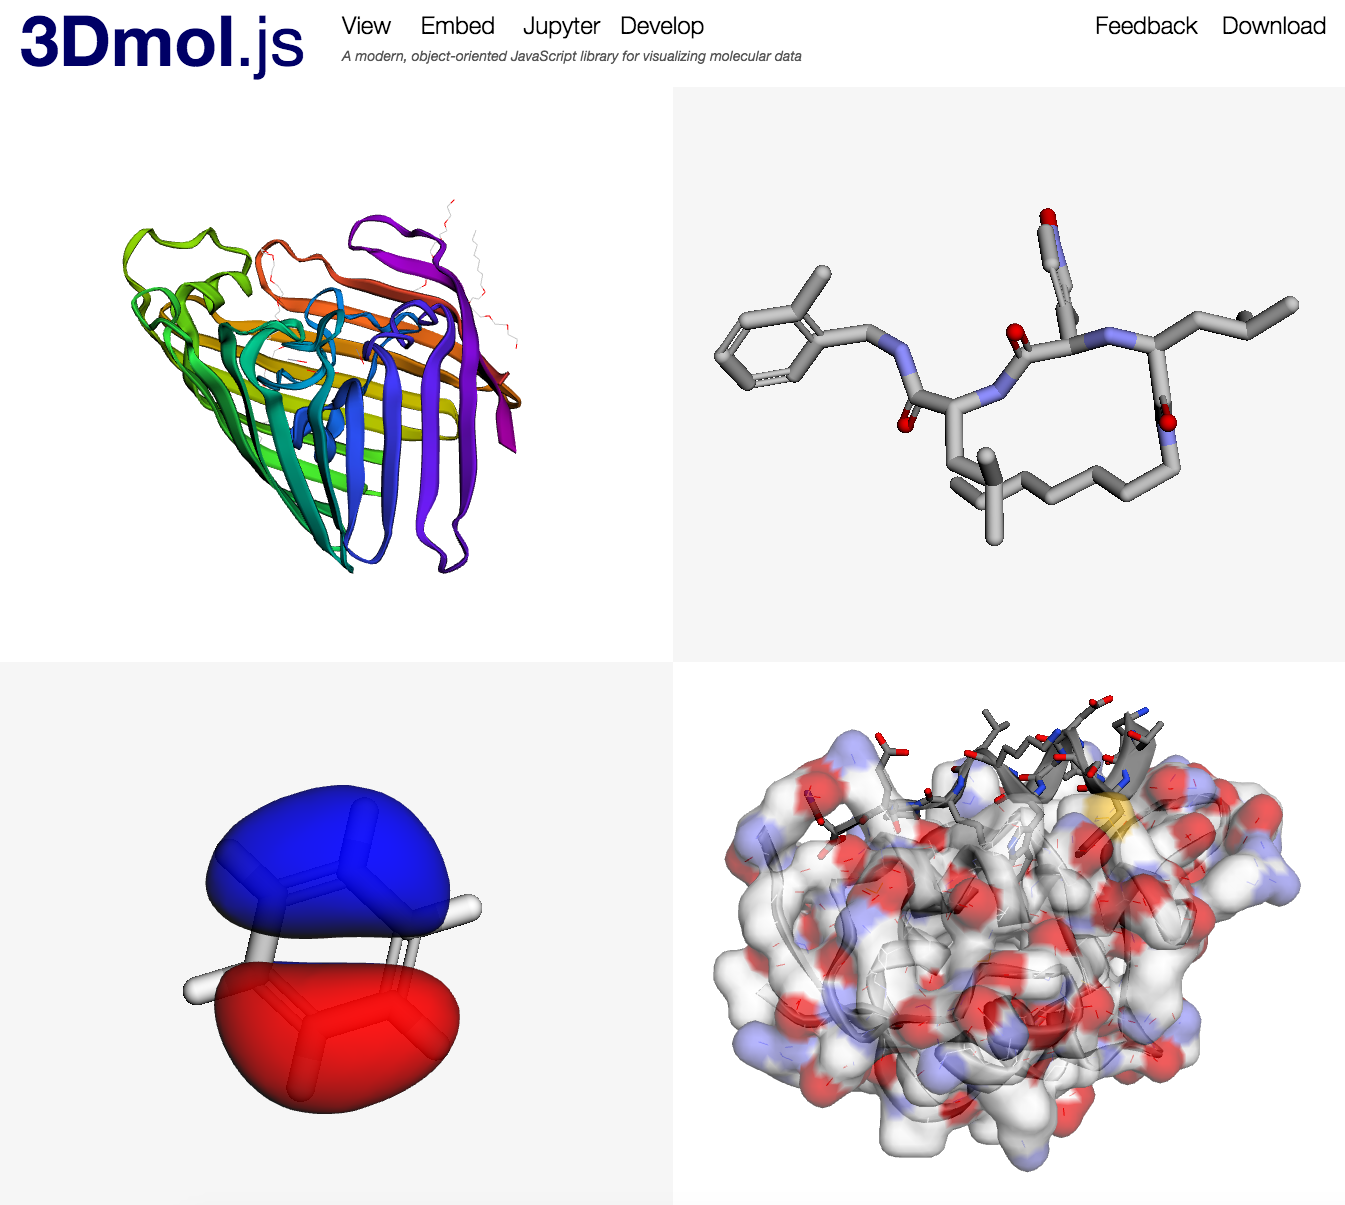 3Dmol.js
View Embed Jupyter Develop
Feedback Download
A modern, object-oriented JavaScript library for visualizing molecular data